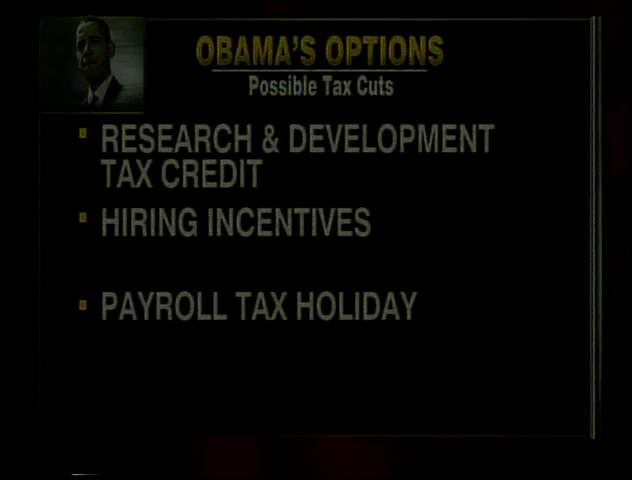 OBAMA'S OPTIONS
Possible Tax Cuts
RESEARCH & DEVELOPMENT
TAX CREDIT
HIRING INCENTIVES
PAYROLL TAX HOLIDAY